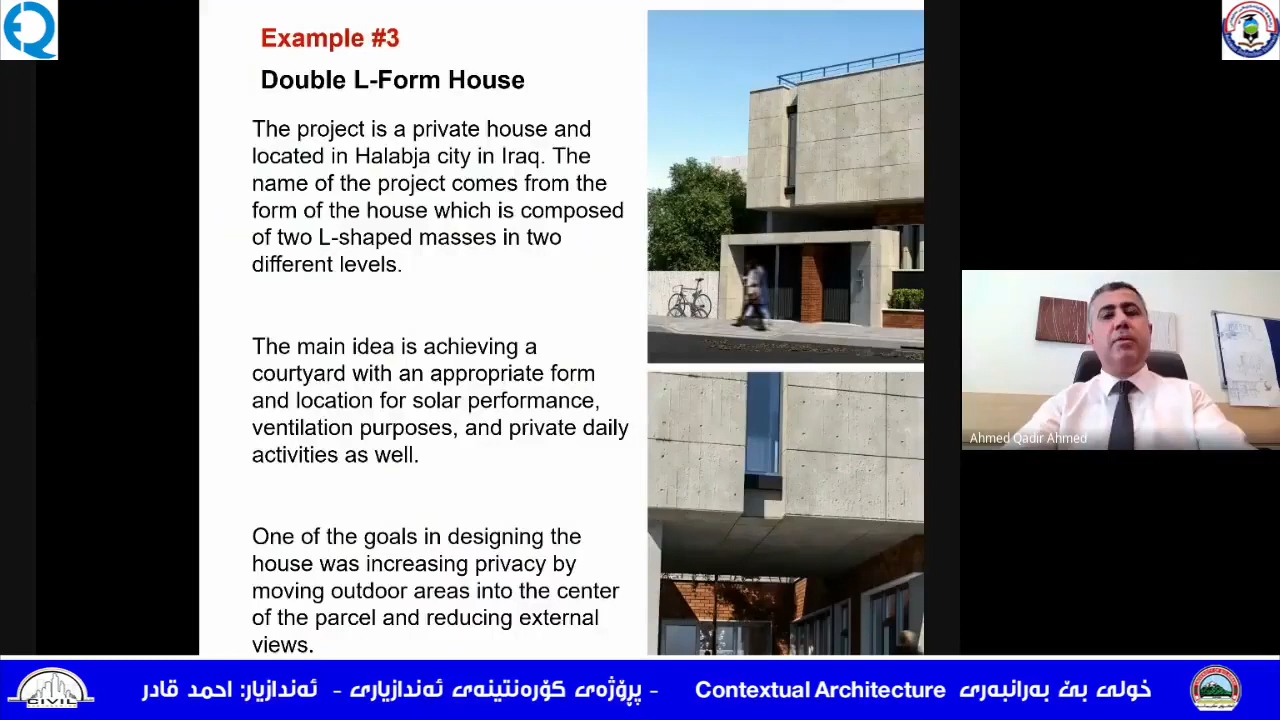 Example #3
Double L-Form House
The project is a private house and
located in Halabja city in Iraq. The
name of the project comes from the
form of the house which is composed
of two L-shaped masses in two
different levels.
The main idea is achieving a
courtyard with an appropriate form
and location for solar performance,
ventilation purposes, and private daily
activities as well.
One of the goals in designing the
house was increasing privacy by
moving outdoor areas into the center
of the parcel and reducing external
views.
Ahmed Qadir Ahmed
خولی بێ بەرانبەری Contextual Architecture - پڕۆژەی کۆرەنتینەی ئەندازیاری - ئەندازیار: احمد قادر
CIVIL